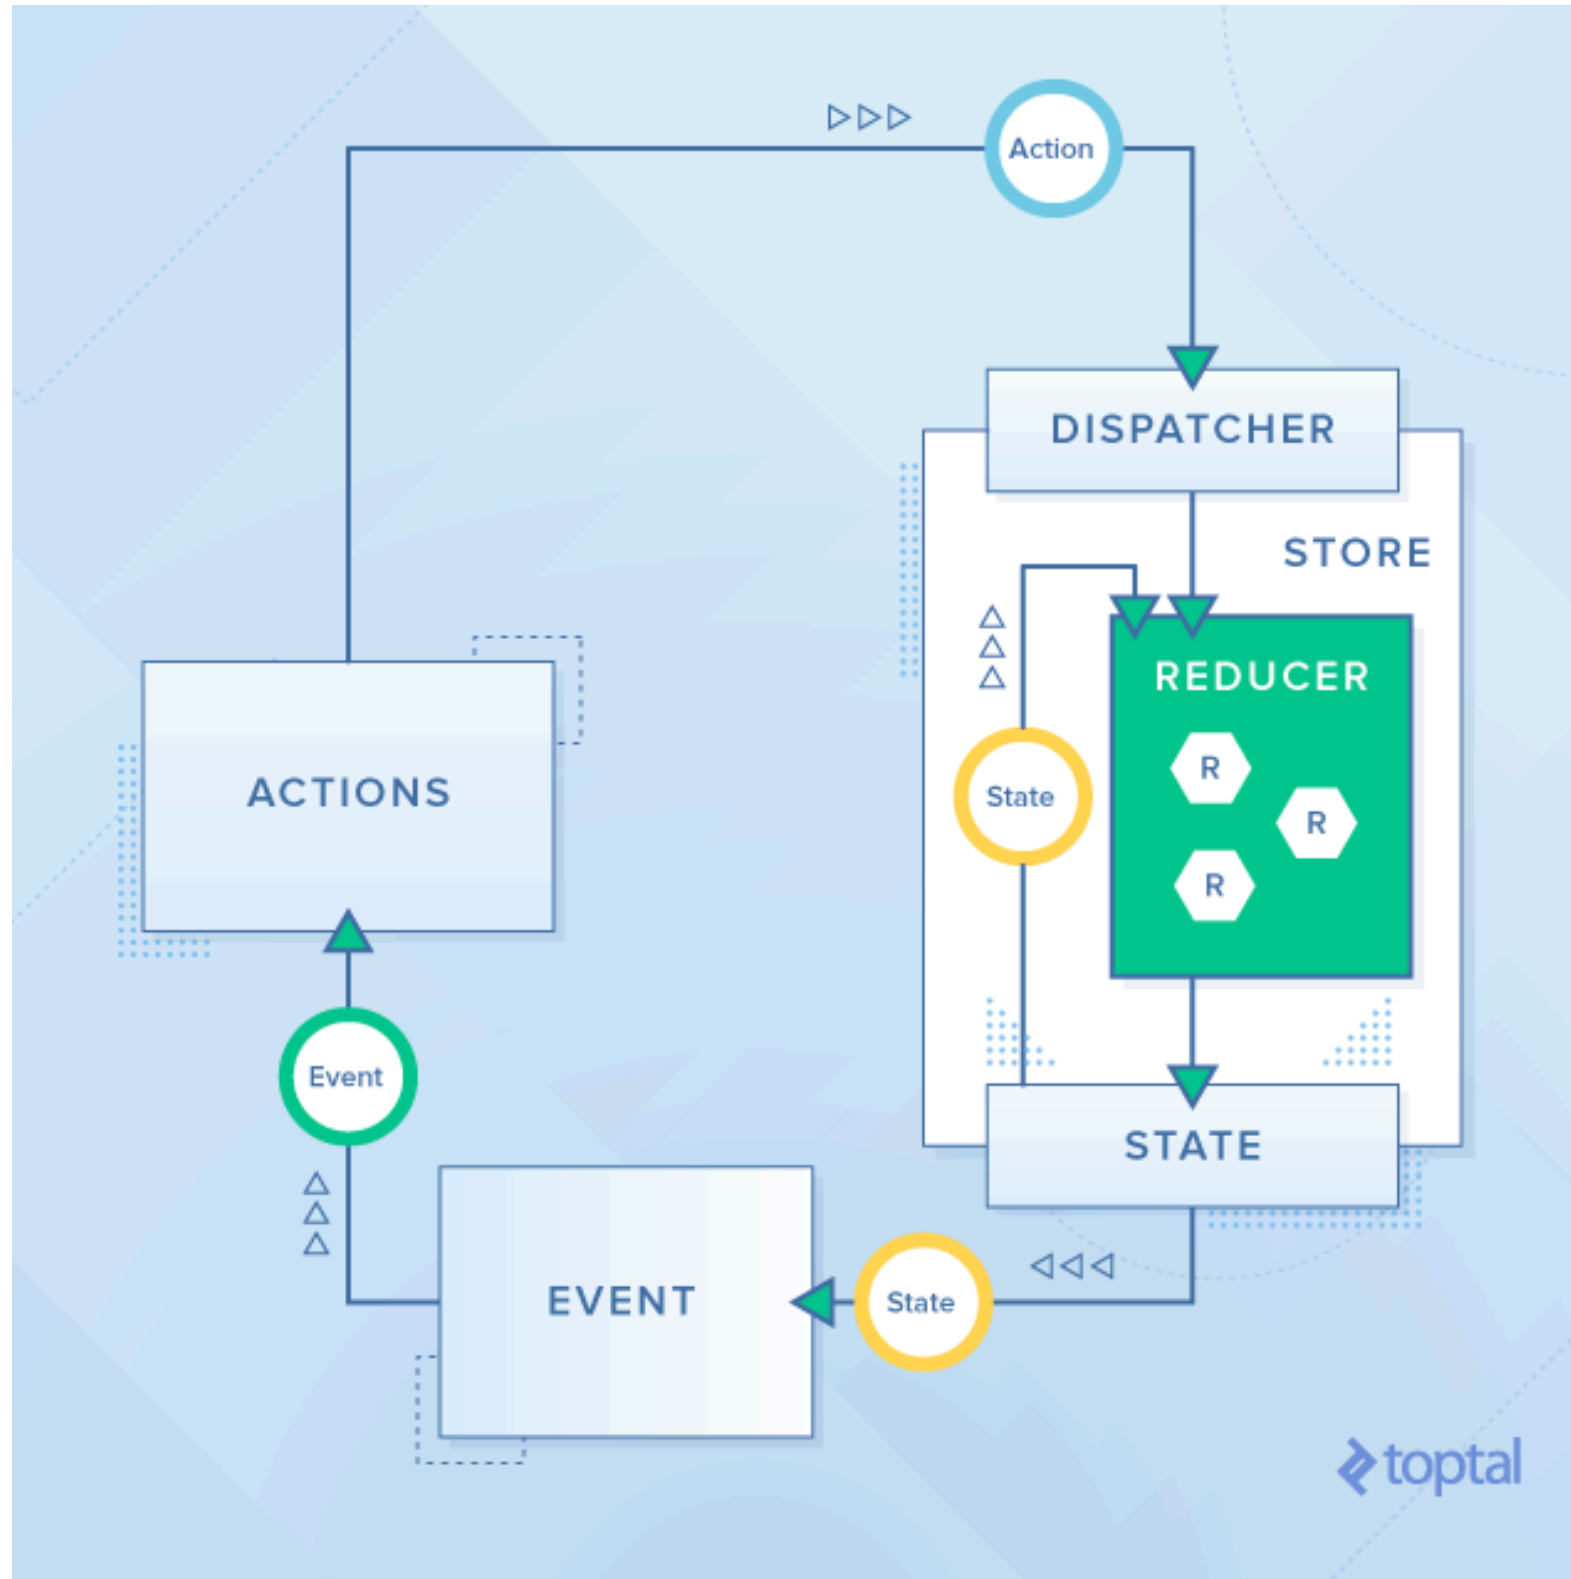 Action
DISPATCHER
STORE
REDUCER
R
R
R
State
STATE
State
EVENT
Event
ACTIONS
toptal